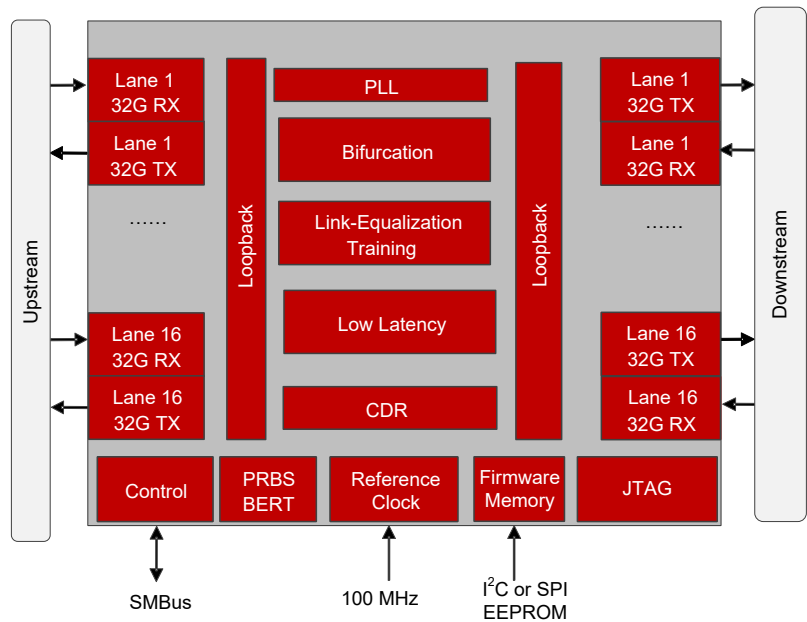 Upstream
Lane 1
32G RX
Lane 1
32G TX
......
Lane 16
32G RX
Lane 16
32G TX
Loopback
PLL
Bifurcation
Link-Equalization
Training
Low Latency
CDR
Loopback
Lane 1
32G TX
Lane 1
32G RX
......
Lane 16
32G TX
Lane 16
32G RX
Downstream
Control
PRBS
BERT
Reference
Clock
Firmware
Memory
JTAG
SMBus
100 MHz
I²C or SPI
EEPROM